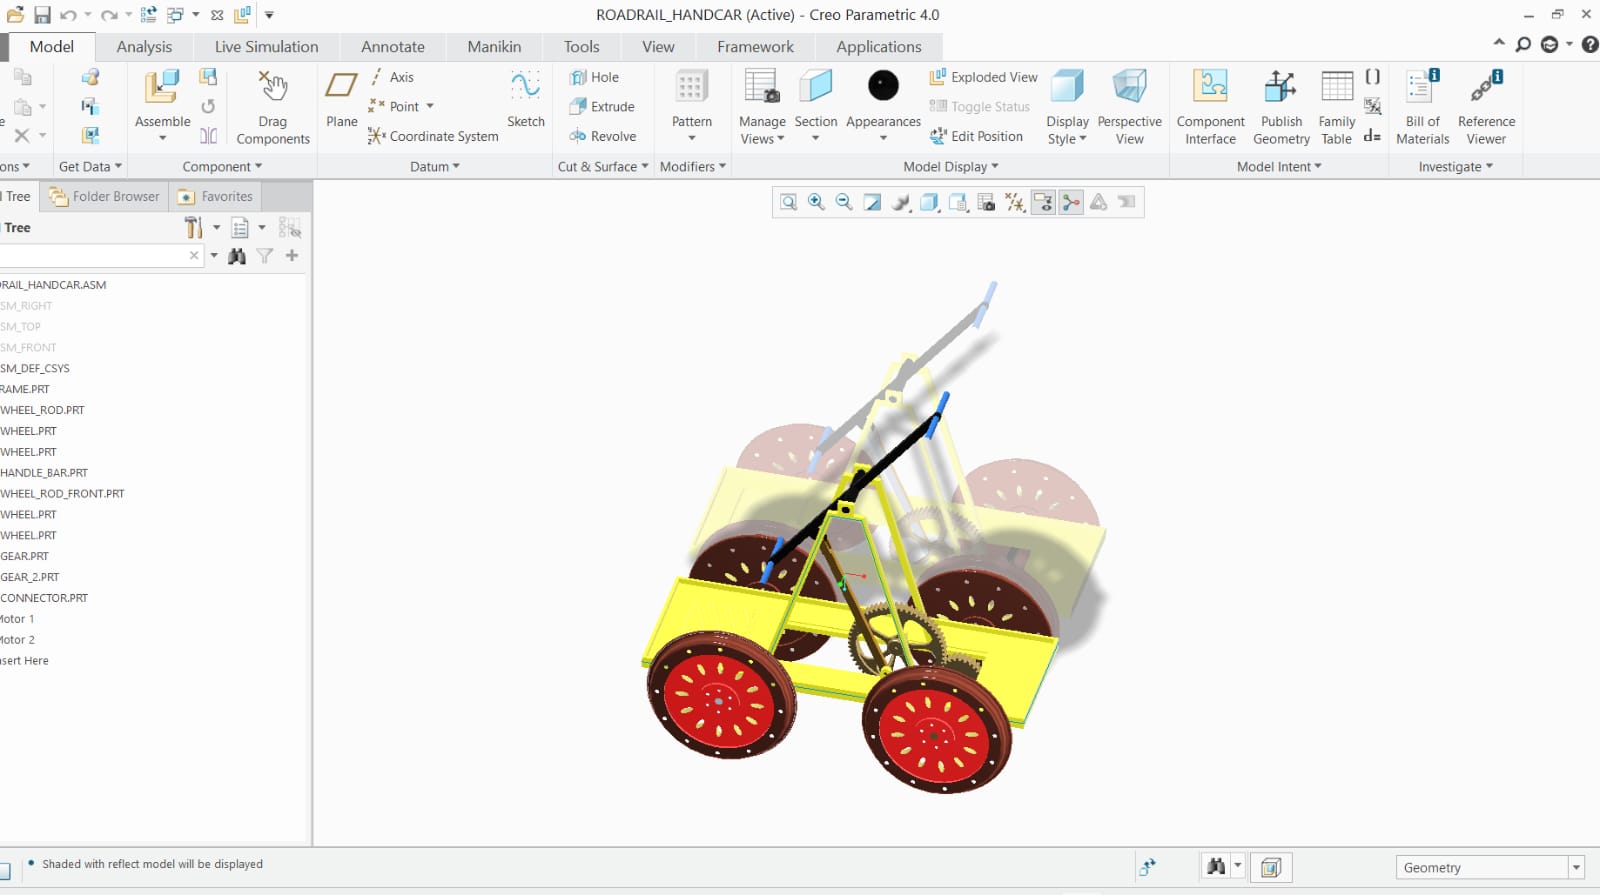 ROADRAIL_HANDCAR (Active) - Creo Parametric 4.0
Model Analysis Live Simulation Annotate Manikin Tools View Framework Applications
Assemble
Drag Components
Plane
Axis
Point
Coordinate System
Sketch
Hole
Extrude
Revolve
Pattern
Manage Views
Section
Appearances
Exploded View
Toggle Status
Edit Position
Display Style
Perspective View
Component Interface
Publish Geometry
Family Table
d=
Bill of Materials
Reference Viewer
ons Get Data Component Datum Cut & Surface Modifiers Model Display Model Intent Investigate
l Tree Folder Browser Favorites
Tree
DRAIL_HANDCAR.ASM
SM_RIGHT
SM_TOP
SM_FRONT
SM_DEF_CSYS
RAME.PRT
WHEEL_ROD.PRT
WHEEL.PRT
WHEEL.PRT
HANDLE_BAR.PRT
WHEEL_ROD_FRONT.PRT
WHEEL.PRT
WHEEL.PRT
GEAR.PRT
GEAR_2.PRT
CONNECTOR.PRT
Motor 1
Motor 2
nsert Here
Shaded with reflect model will be displayed
Geometry